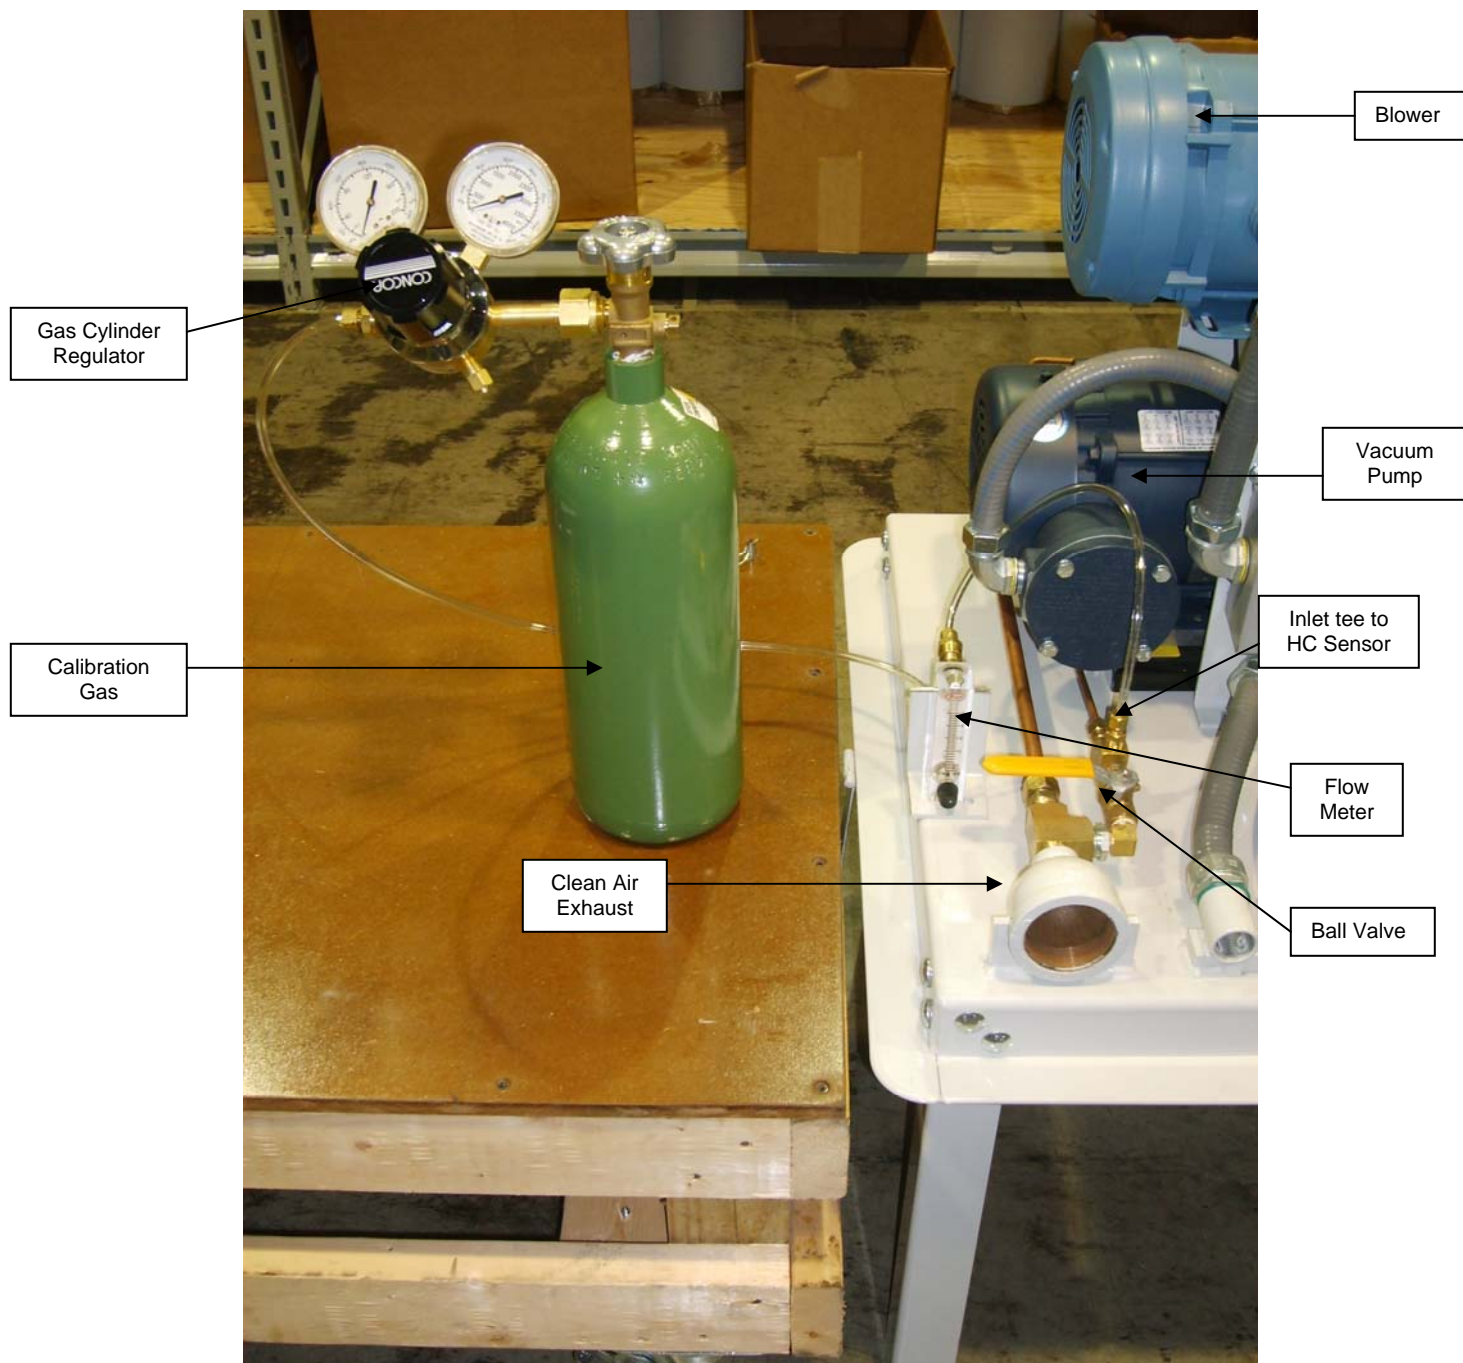 Blower
CONCOR
Gas Cylinder
Regulator
Vacuum
Pump
Inlet tee to
HC Sensor
Calibration
Gas
Flow
Meter
Clean Air
Exhaust
Ball Valve